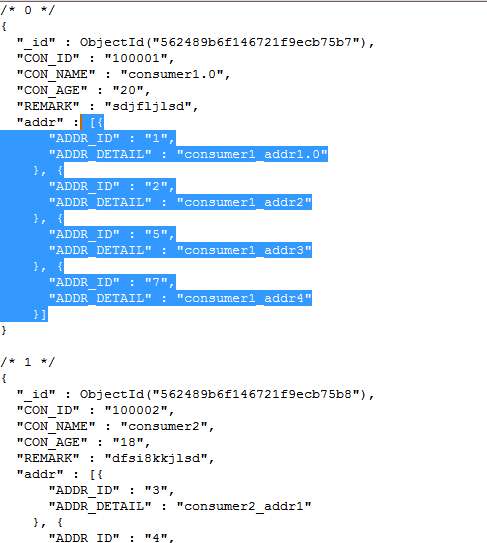 /* 0 */
{
  "_id" : ObjectId("562489b6f146721f9ecb75b7"),
  "CON_ID" : "100001",
  "CON_NAME" : "consumer1.0",
  "CON_AGE" : "20",
  "REMARK" : "sdjfljlsd",
  "addr" : [{
      "ADDR_ID" : "1",
      "ADDR_DETAIL" : "consumer1_addr1.0"
    }, {
      "ADDR_ID" : "2",
      "ADDR_DETAIL" : "consumer1_addr2"
    }, {
      "ADDR_ID" : "5",
      "ADDR_DETAIL" : "consumer1_addr3"
    }, {
      "ADDR_ID" : "7",
      "ADDR_DETAIL" : "consumer1_addr4"
    }]
}
/* 1 */
{
  "_id" : ObjectId("562489b6f146721f9ecb75b8"),
  "CON_ID" : "100002",
  "CON_NAME" : "consumer2",
  "CON_AGE" : "18",
  "REMARK" : "dfsi8kkjlsd",
  "addr" : [{
      "ADDR_ID" : "3",
      "ADDR_DETAIL" : "consumer2_addr1"
    }, {
      "ADDR_ID" : "4",